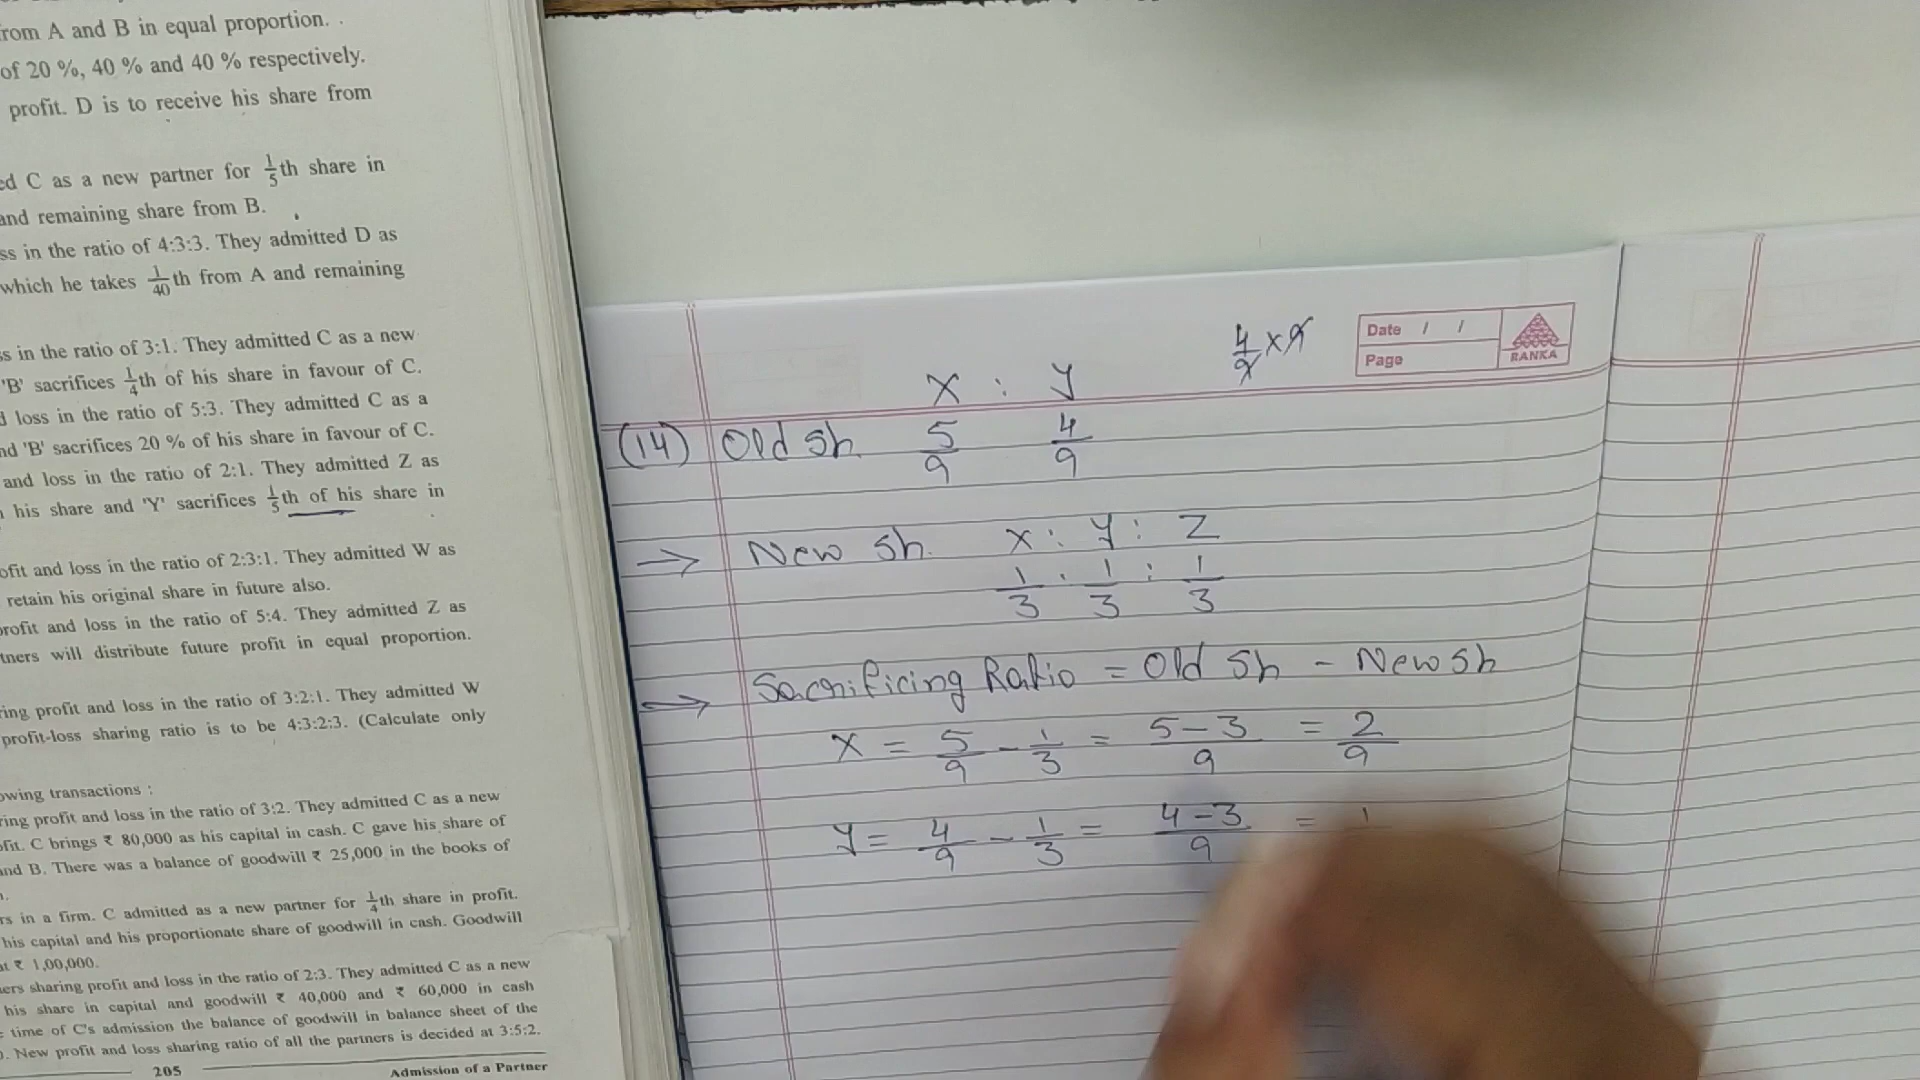 from A and B in equal proportion.
of 20 %, 40 % and 40 % respectively.
profit. D is to receive his share from
C as a new partner for 1/5th share in
and remaining share from B.
in the ratio of 4:3:3. They admitted D as
which he takes 1/40th from A and remaining
in the ratio of 3:1. They admitted C as a new
'B' sacrifices 1/4th of his share in favour of C.
loss in the ratio of 5:3. They admitted C as a
'B' sacrifices 20 % of his share in favour of C.
and loss in the ratio of 2:1. They admitted Z as
his share and 'Y' sacrifices 1/5th of his share in
ofit and loss in the ratio of 2:3:1. They admitted W as
retain his original share in future also.
rofit and loss in the ratio of 5:4. They admitted Z as
tners will distribute future profit in equal proportion.
ring profit and loss in the ratio of 3:2:1. They admitted W
profit-loss sharing ratio is to be 4:3:2:3. (Calculate only
owing transactions :
ring profit and loss in the ratio of 3:2. They admitted C as a new
ofit. C brings ₹ 80,000 as his capital in cash. C gave his share of
and B. There was a balance of goodwill ₹ 25,000 in the books of
rs in a firm. C admitted as a new partner for 1/4th share in profit.
his capital and his proportionate share of goodwill in cash. Goodwill
at ₹ 1,00,000.
ners sharing profit and loss in the ratio of 2:3. They admitted C as a new
his share in capital and goodwill ₹ 40,000 and ₹ 60,000 in cash
time of C's admission the balance of goodwill in balance sheet of the
. New profit and loss sharing ratio of all the partners is decided at 3:5:2.
205 Admission of a Partner
4/9 × 9
Date / /
Page
RANKA
X : Y
(14) Old Sh. 5/9 4/9
→ New Sh. X : Y : Z
1/3 : 1/3 : 1/3
→ Sacrificing Ratio = Old Sh - New Sh
X = 5/9 - 1/3 = 5-3/9 = 2/9
Y = 4/9 - 1/3 = 4-3/9 = 1